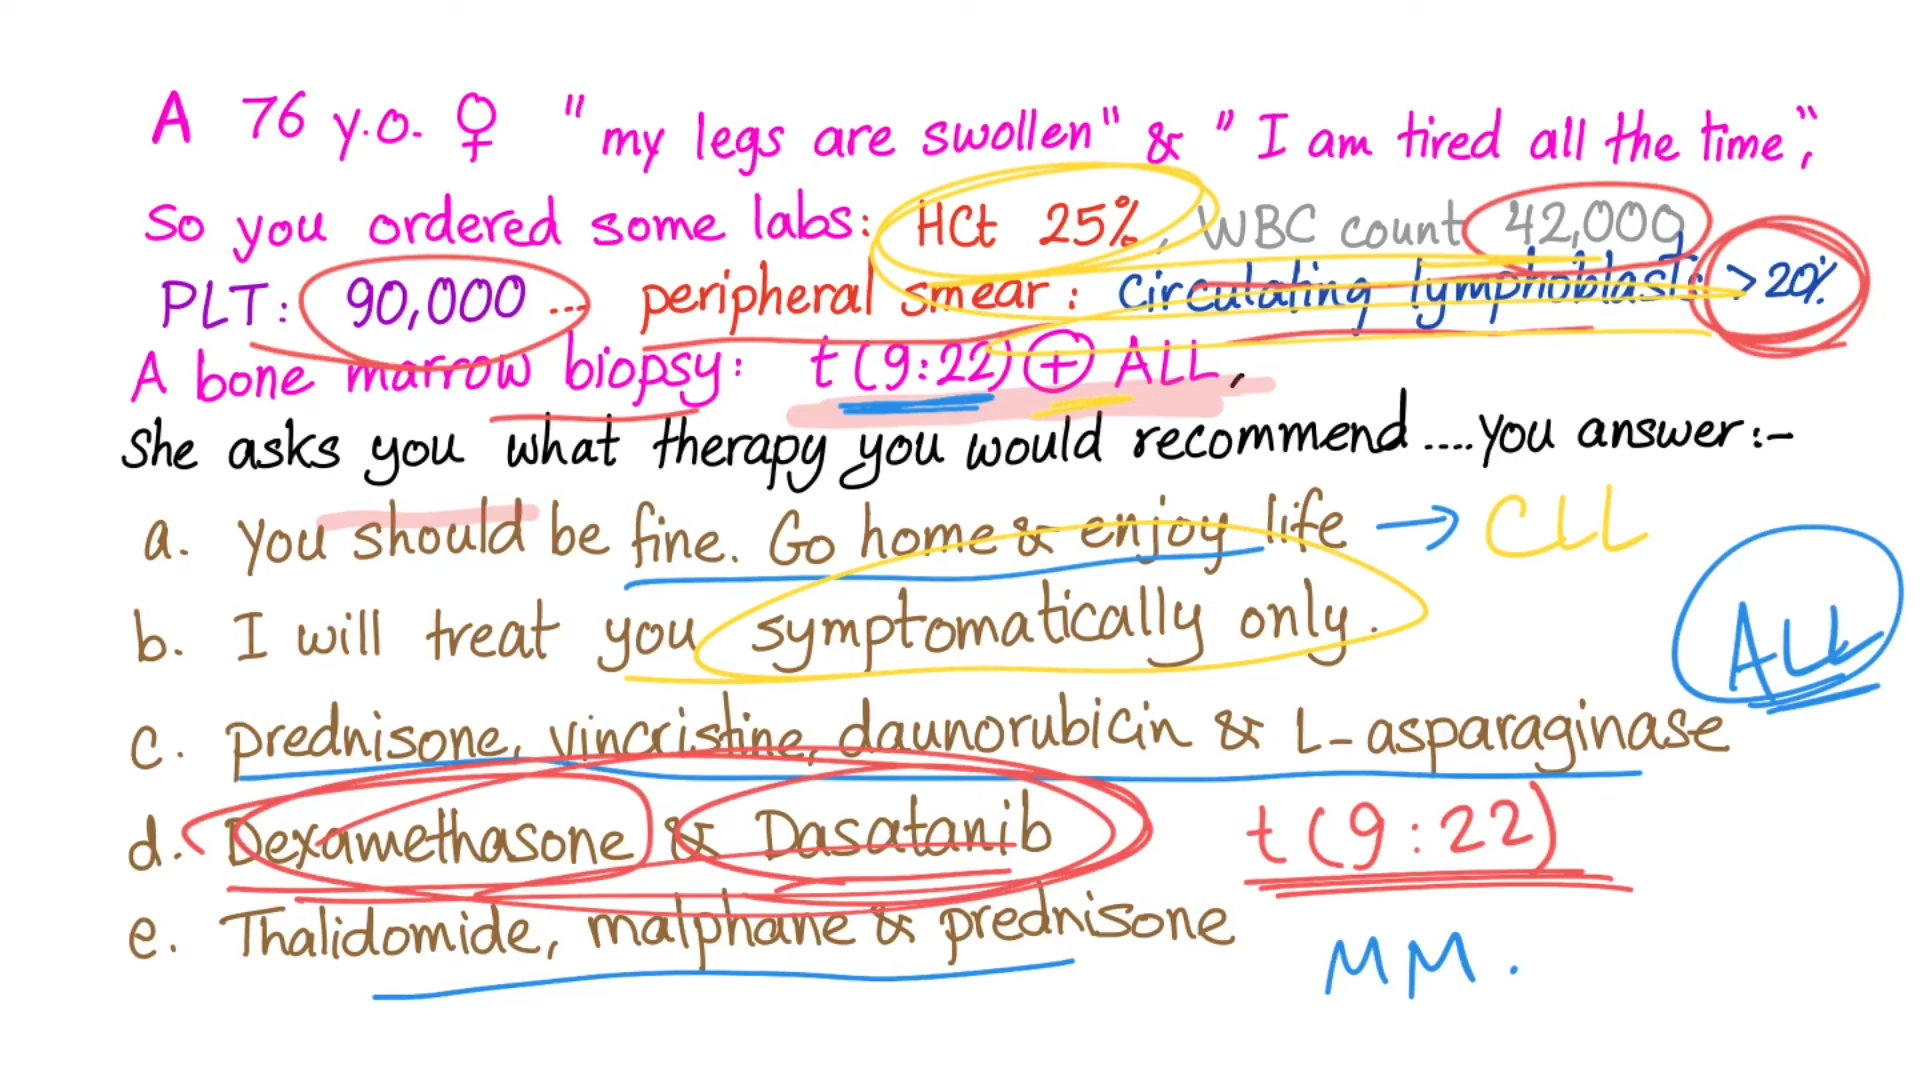 A 76 y.o. ♀ "my legs are swollen" & "I am tired all the time",
So you ordered some labs: HCt 25%, WBC count 42,000
PLT: 90,000 ... peripheral smear: Circulating lymphoblasts >20%
A bone marrow biopsy: t(9:22) ⊕ ALL,
She asks you what therapy you would recommend....you answer:-
a. You should be fine. Go home & enjoy life → CLL
b. I will treat you symptomatically only.
ALL
c. prednisone, vincristine, daunorubicin & L-asparaginase
d. Dexamethasone & Dasatanib t(9:22)
e. Thalidomide, malphane & prednisone
MM.